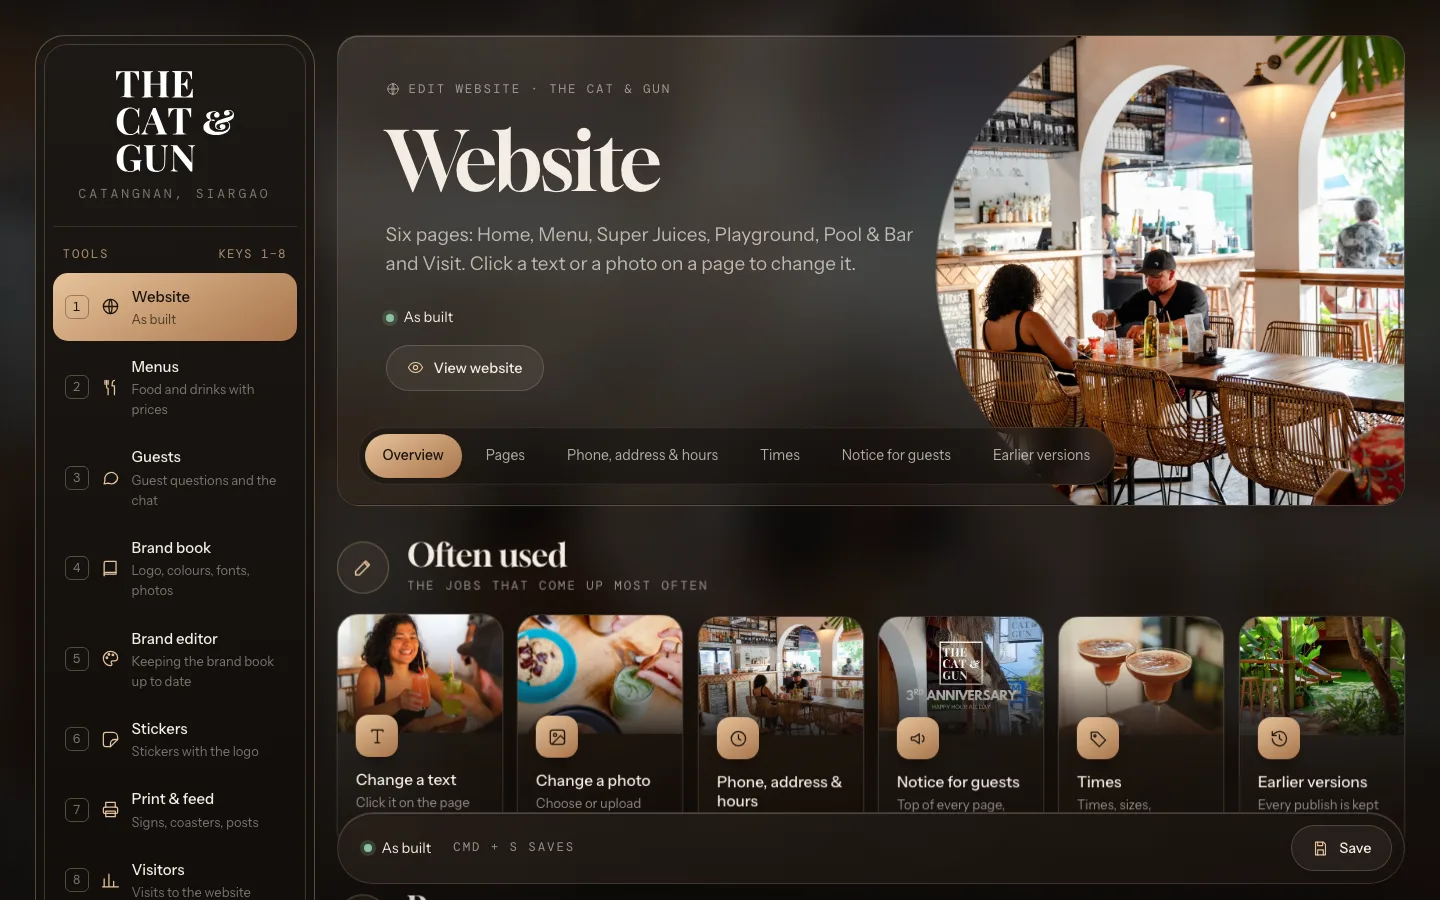 THE
CAT &
GUN
CATANGNAN, SIARGAO
TOOLS
KEYS 1–8
1
Website
As built
2
Menus
Food and drinks with
prices
3
Guests
Guest questions and the
chat
4
Brand book
Logo, colours, fonts,
photos
5
Brand editor
Keeping the brand book
up to date
6
Stickers
Stickers with the logo
7
Print & feed
Signs, coasters, posts
8
Visitors
Visits to the website
EDIT WEBSITE · THE CAT & GUN
Website
Six pages: Home, Menu, Super Juices, Playground, Pool & Bar
and Visit. Click a text or a photo on a page to change it.
As built
View website
Overview
Pages
Phone, address & hours
Times
Notice for guests
Earlier versions
Often used
THE JOBS THAT COME UP MOST OFTEN
Change a text
Click it on the page
Change a photo
Choose or upload
Phone, address &
hours
THE
CAT &
GUN
3RD ANNIVERSARY
HAPPY HOUR ALL DAY
Notice for guests
Top of every page,
Times
Times, sizes,
Earlier versions
Every publish is kept
As built
CMD + S SAVES
Save